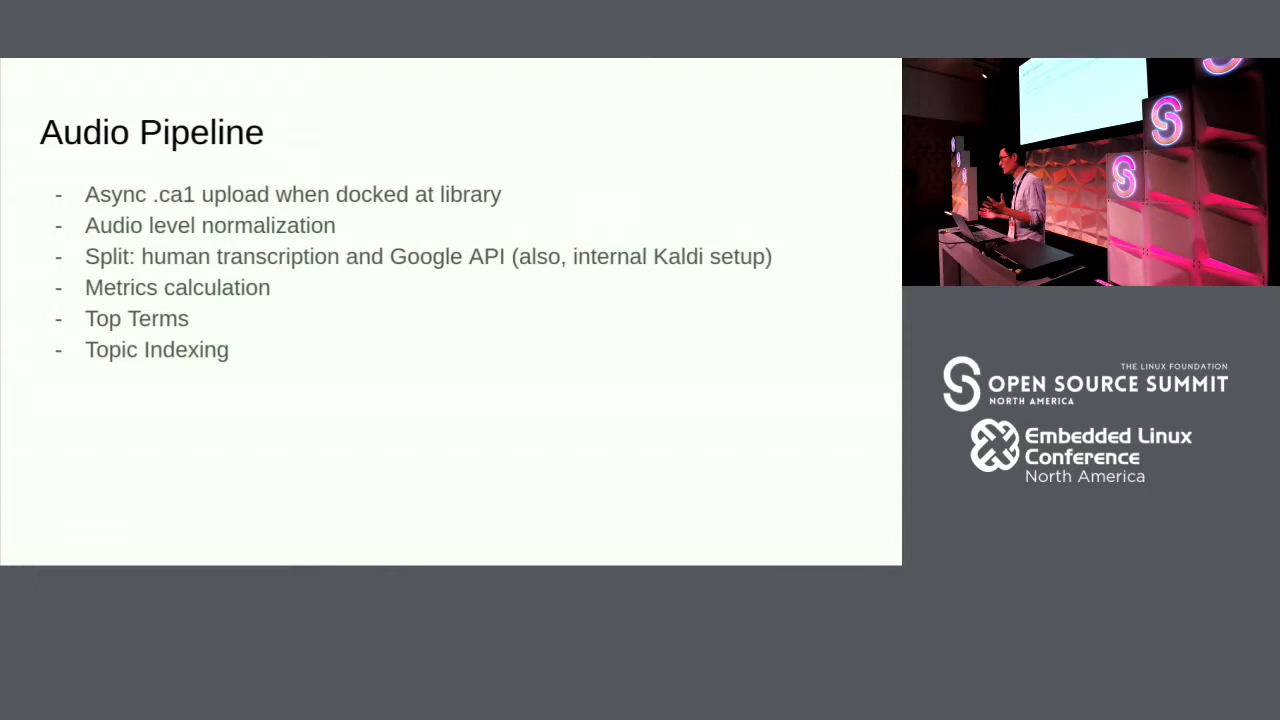 Audio Pipeline
- Async .ca1 upload when docked at library
- Audio level normalization
- Split: human transcription and Google API (also, internal Kaldi setup)
- Metrics calculation
- Top Terms
- Topic Indexing
THE LINUX FOUNDATION
OPEN SOURCE SUMMIT
NORTH AMERICA
Embedded Linux
Conference
North America